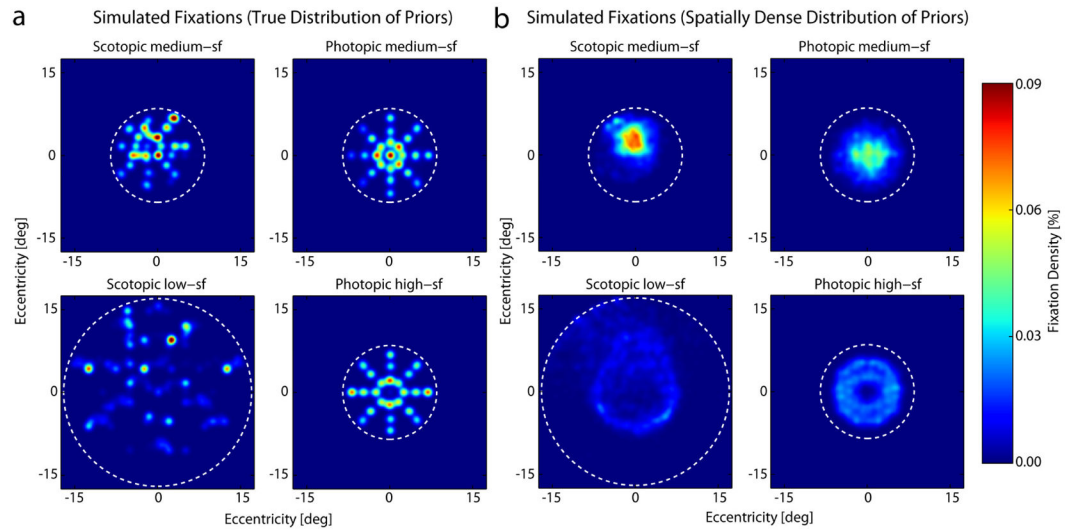 a Simulated Fixations (True Distribution of Priors)
b Simulated Fixations (Spatially Dense Distribution of Priors)
Scotopic medium-sf
Photopic medium-sf
Scotopic medium-sf
Photopic medium-sf
15
15
15
15
0
0
0
0
-15
-15
-15
-15
-15 0 15
-15 0 15
-15 0 15
-15 0 15
Scotopic low-sf
Photopic high-sf
Scotopic low-sf
Photopic high-sf
15
15
15
15
0
0
0
0
-15
-15
-15
-15
-15 0 15
-15 0 15
-15 0 15
-15 0 15
Eccentricity [deg]
Eccentricity [deg]
Eccentricity [deg]
Eccentricity [deg]
Eccentricity [deg]
Eccentricity [deg]
0.09
0.06
0.03
0.00
Fixation Density [%]